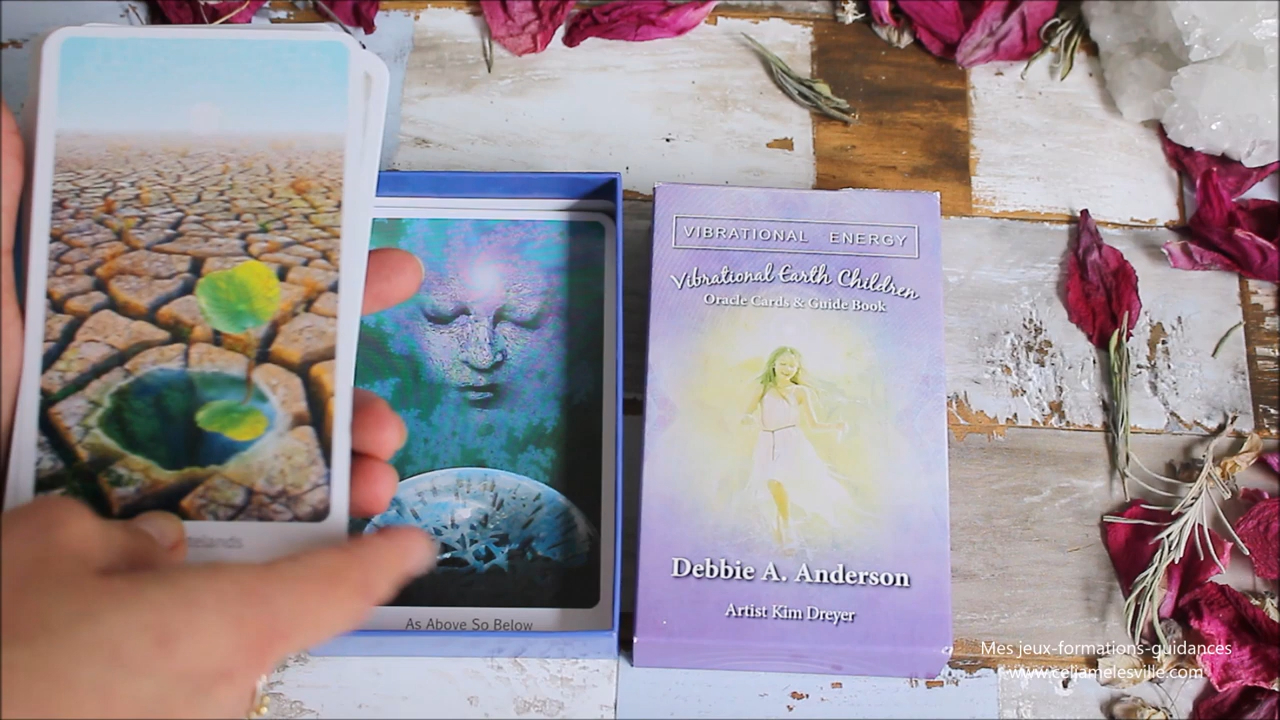 As Above So Below
VIBRATIONAL ENERGY
Vibrational Earth Children
Oracle Cards & Guide Book
Debbie A. Anderson
Artist Kim Dreyer
Mes jeux-formations-guidances
www.celiamelesville.com